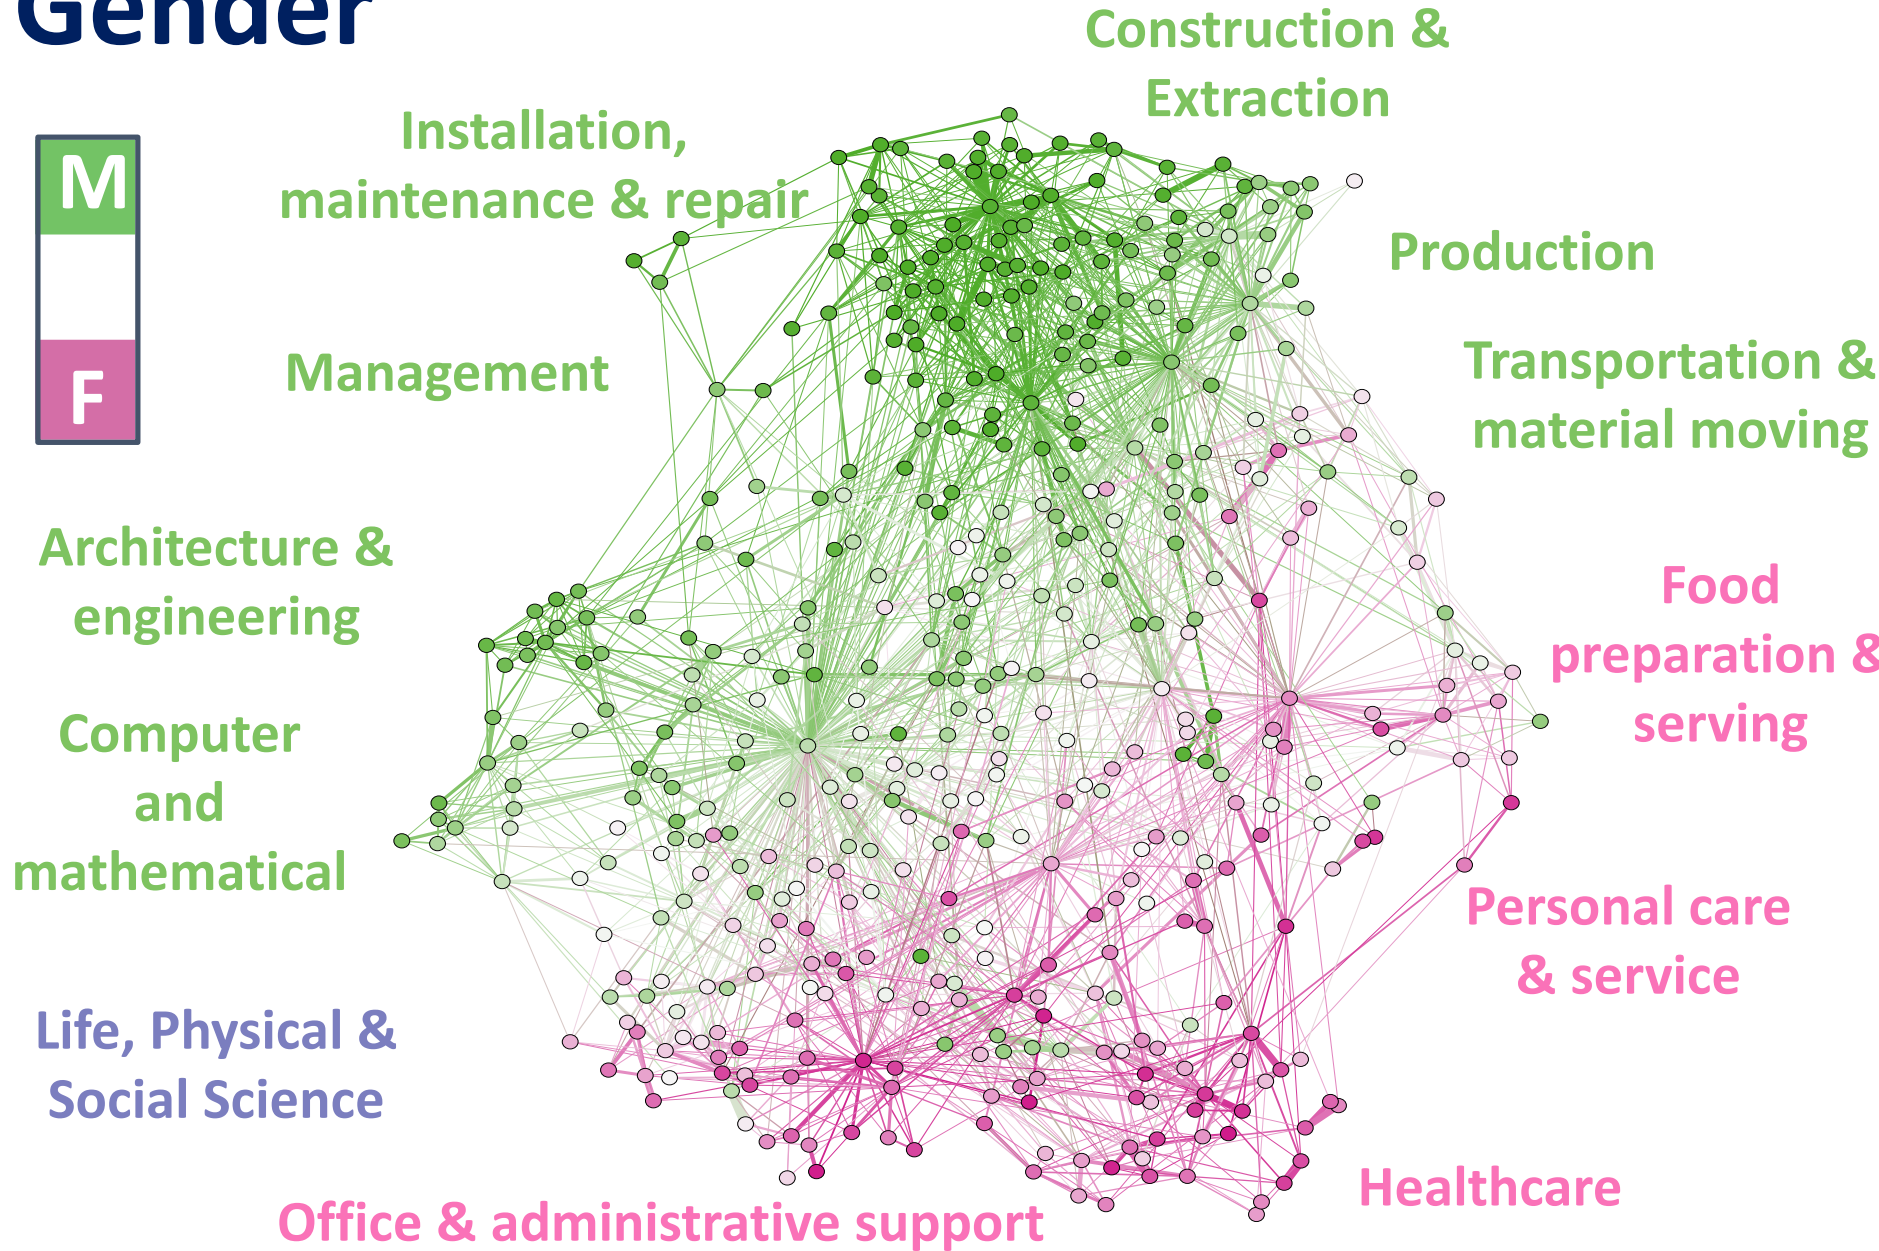 Gender
M
F
Construction &
Extraction
Installation,
maintenance & repair
Production
Management
Transportation &
material moving
Architecture &
engineering
Food
preparation &
serving
Computer
and
mathematical
Personal care
& service
Life, Physical &
Social Science
Healthcare
Office & administrative support